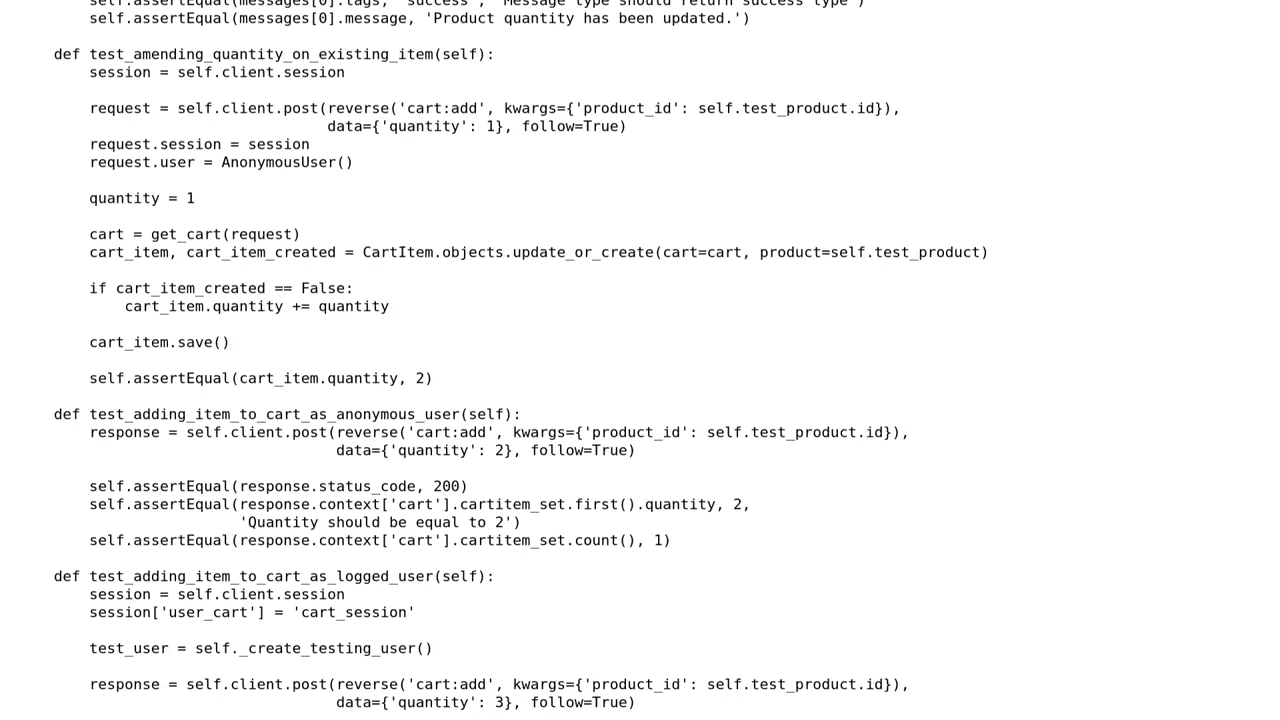 self.assertEqual(messages[0].tags, 'success', 'Message type should return success type')
self.assertEqual(messages[0].message, 'Product quantity has been updated.')
def test_amending_quantity_on_existing_item(self):
session = self.client.session
request = self.client.post(reverse('cart:add', kwargs={'product_id': self.test_product.id}),
data={'quantity': 1}, follow=True)
request.session = session
request.user = AnonymousUser()
quantity = 1
cart = get_cart(request)
cart_item, cart_item_created = CartItem.objects.update_or_create(cart=cart, product=self.test_product)
if cart_item_created == False:
cart_item.quantity += quantity
cart_item.save()
self.assertEqual(cart_item.quantity, 2)
def test_adding_item_to_cart_as_anonymous_user(self):
response = self.client.post(reverse('cart:add', kwargs={'product_id': self.test_product.id}),
data={'quantity': 2}, follow=True)
self.assertEqual(response.status_code, 200)
self.assertEqual(response.context['cart'].cartitem_set.first().quantity, 2,
'Quantity should be equal to 2')
self.assertEqual(response.context['cart'].cartitem_set.count(), 1)
def test_adding_item_to_cart_as_logged_user(self):
session = self.client.session
session['user_cart'] = 'cart_session'
test_user = self._create_testing_user()
response = self.client.post(reverse('cart:add', kwargs={'product_id': self.test_product.id}),
data={'quantity': 3}, follow=True)